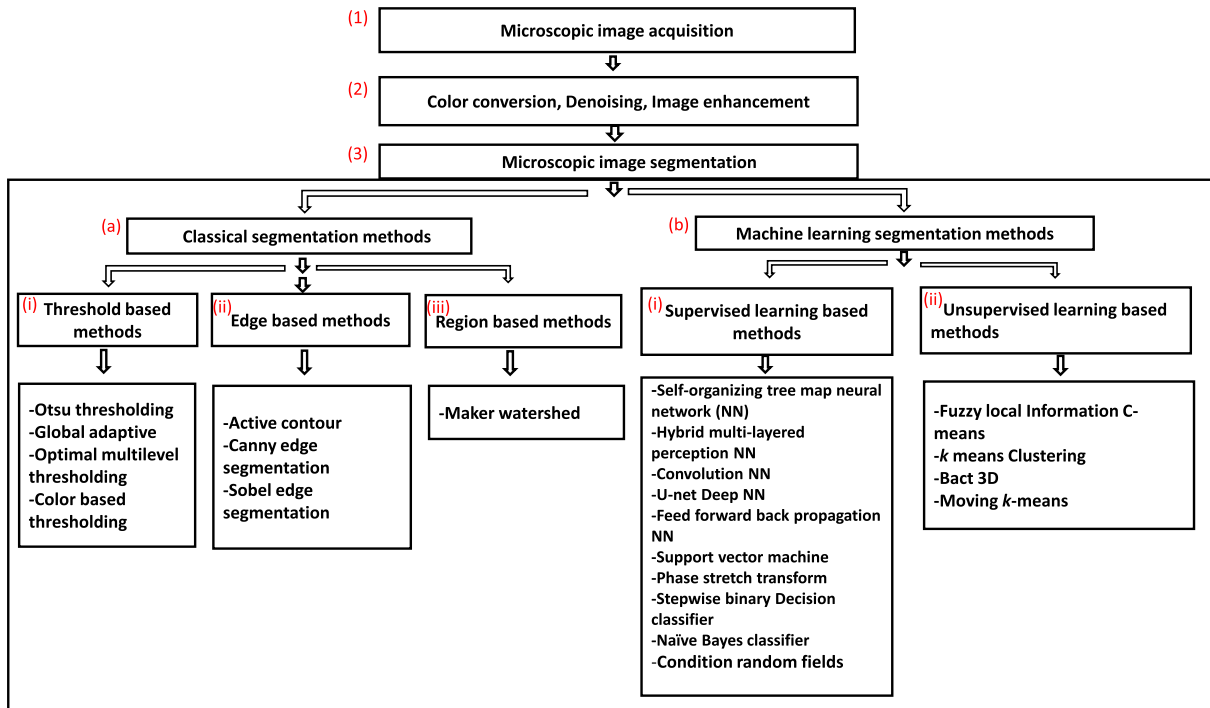 (1)
Microscopic image acquisition
(2)
Color conversion, Denoising, Image enhancement
(3)
Microscopic image segmentation
(a)
Classical segmentation methods
(i)
Threshold based
methods
(ii)
Edge based methods
(iii)
Region based methods
-Otsu thresholding
-Global adaptive
-Optimal multilevel
thresholding
-Color based
thresholding
-Active contour
-Canny edge
segmentation
-Sobel edge
segmentation
-Maker watershed
(b)
Machine learning segmentation methods
(i)
Supervised learning based
methods
(ii)
Unsupervised learning based
methods
-Self-organizing tree map neural
network (NN)
-Hybrid multi-layered
perception NN
-Convolution NN
-U-net Deep NN
-Feed forward back propagation
NN
-Support vector machine
-Phase stretch transform
-Stepwise binary Decision
classifier
-Naïve Bayes classifier
-Condition random fields
-Fuzzy local Information C-
means
-k means Clustering
-Bact 3D
-Moving k-means